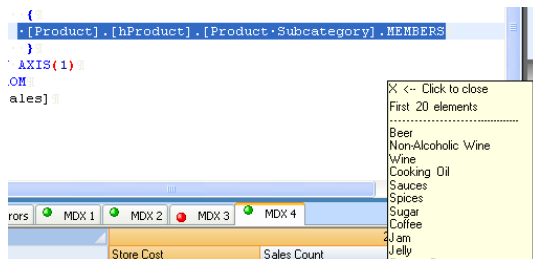 {
·[Product].[hProduct].[Product·Subcategory].MEMBERS
}
AXIS(1)
OM
ales]
X <-- Click to close
First 20 elements
Beer
Non-Alcoholic Wine
Wine
Cooking Oil
Sauces
Spices
Sugar
Coffee
Jam
Jelly
rrors MDX 1 MDX 2 MDX 3 MDX 4
2
Store Cost Sales Count